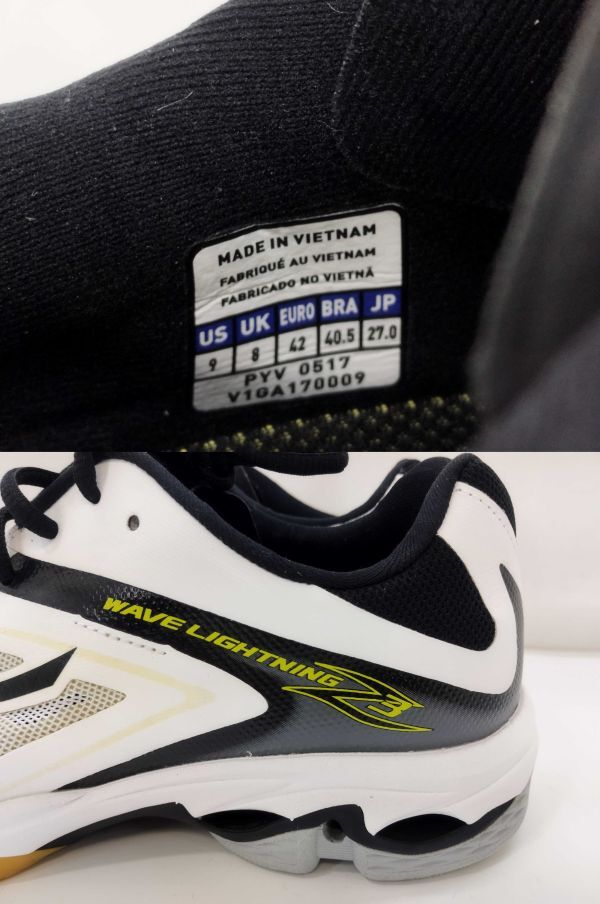 MADE IN VIETNAM
FABRIQUÉ AU VIETNAM
FABRICADO NO VIETNÃ
US UK EURO BRA JP
9 8 42 40.5 27.0
PYV 0517
V1GA170009
WAVE LIGHTNING Z3